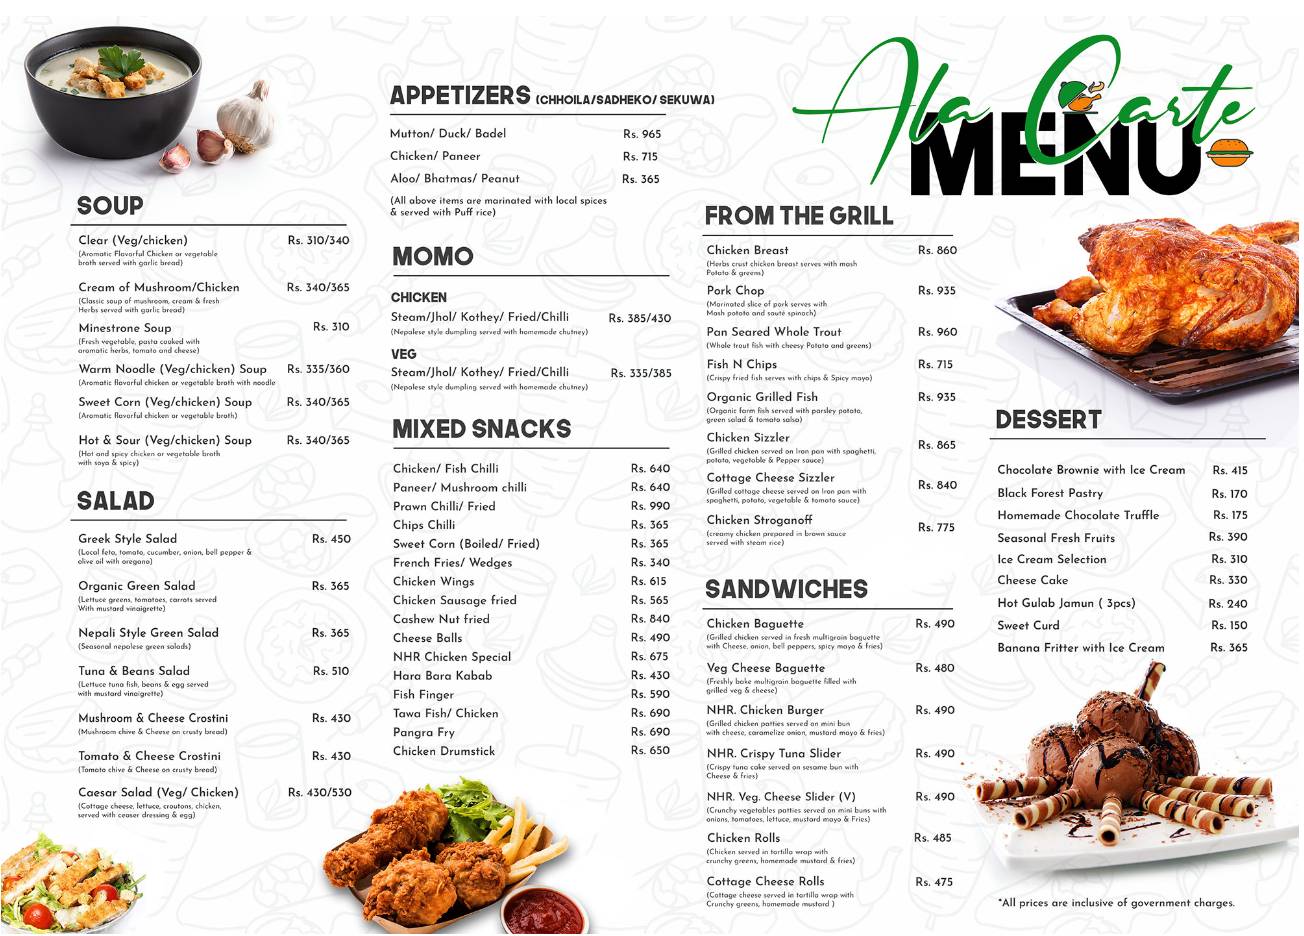 Ala Carte
MENU
SOUP
Clear (Veg/chicken) Rs. 310/340
(Aromatic Flavorful Chicken or vegetable
broth served with garlic bread)
Cream of Mushroom/Chicken Rs. 340/365
(Classic soup of mushroom, cream & fresh
Herbs served with garlic bread)
Minestrone Soup Rs. 310
(Fresh vegetable, pasta cooked with
aromatic herbs, tomato and cheese)
Warm Noodle (Veg/chicken) Soup Rs. 335/360
(Aromatic flavorful chicken or vegetable broth with noodle
Sweet Corn (Veg/chicken) Soup Rs. 340/365
(Aromatic flavorful chicken or vegetable broth)
Hot & Sour (Veg/chicken) Soup Rs. 340/365
(Hot and spicy chicken or vegetable broth
with soya & spicy)
SALAD
Greek Style Salad Rs. 450
(Local feta, tomato, cucumber, onion, bell pepper &
olive oil with oregano)
Organic Green Salad Rs. 365
(Lettuce greens, tomatoes, carrots served
With mustard vinaigrette)
Nepali Style Green Salad Rs. 365
(Seasonal nepalese green salads)
Tuna & Beans Salad Rs. 510
(Lettuce tuna fish, beans & egg served
with mustard vinaigrette)
Mushroom & Cheese Crostini Rs. 430
(Mushroom chive & Cheese on crusty bread)
Tomato & Cheese Crostini Rs. 430
(Tomato chive & Cheese on crusty bread)
Caesar Salad (Veg/ Chicken) Rs. 430/530
(Cottage cheese, lettuce, croutons, chicken,
served with ceaser dressing & egg)
APPETIZERS (CHHOILA/SADHEKO/ SEKUWA)
Mutton/ Duck/ Badel Rs. 965
Chicken/ Paneer Rs. 715
Aloo/ Bhatmas/ Peanut Rs. 365
(All above items are marinated with local spices
& served with Puff rice)
MOMO
CHICKEN
Steam/Jhol/ Kothey/ Fried/Chilli Rs. 385/430
(Nepalese style dumpling served with homemade chutney)
VEG
Steam/Jhol/ Kothey/ Fried/Chilli Rs. 335/385
(Nepalese style dumpling served with homemade chutney)
MIXED SNACKS
Chicken/ Fish Chilli Rs. 640
Paneer/ Mushroom chilli Rs. 640
Prawn Chilli/ Fried Rs. 990
Chips Chilli Rs. 365
Sweet Corn (Boiled/ Fried) Rs. 365
French Fries/ Wedges Rs. 340
Chicken Wings Rs. 615
Chicken Sausage fried Rs. 565
Cashew Nut fried Rs. 840
Cheese Balls Rs. 490
NHR Chicken Special Rs. 675
Hara Bara Kabab Rs. 430
Fish Finger Rs. 590
Tawa Fish/ Chicken Rs. 690
Pangra Fry Rs. 690
Chicken Drumstick Rs. 650
FROM THE GRILL
Chicken Breast Rs. 860
(Herbs crust chicken breast serves with mash
Potato & greens)
Pork Chop Rs. 935
(Marinated slice of pork serves with
Mash potato and sauté spinach)
Pan Seared Whole Trout Rs. 960
(Whole trout fish with cheesy Potato and greens)
Fish N Chips Rs. 715
(Crispy fried fish serves with chips & Spicy mayo)
Organic Grilled Fish Rs. 935
(Organic farm fish served with parsley potato,
green salad & tomato salsa)
Chicken Sizzler Rs. 865
(Grilled chicken served on Iron pan with spaghetti,
potato, vegetable & Pepper sauce)
Cottage Cheese Sizzler Rs. 840
(Grilled cottage cheese served on Iron pan with
spaghetti, potato, vegetable & tomato sauce)
Chicken Stroganoff Rs. 775
(creamy chicken prepared in brown sauce
served with steam rice)
SANDWICHES
Chicken Baguette Rs. 490
(Grilled chicken served in fresh multigrain baguette
with Cheese, onion, bell peppers, spicy mayo & fries)
Veg Cheese Baguette Rs. 480
(Freshly bake multigrain baguette filled with
grilled veg & cheese)
NHR. Chicken Burger Rs. 490
(Grilled chicken patties served on mini bun
with cheese, caramelize onion, mustard mayo & fries)
NHR. Crispy Tuna Slider Rs. 490
(Crispy tuna cake served on sesame bun with
Cheese & fries)
NHR. Veg. Cheese Slider (V) Rs. 490
(Crunchy vegetables patties served on mini buns with
onions, tomatoes, lettuce, mustard mayo & Fries)
Chicken Rolls Rs. 485
(Chicken served in tortilla wrap with
crunchy greens, homemade mustard & fries)
Cottage Cheese Rolls Rs. 475
(Cottage cheese served in tortilla wrap with
Crunchy greens, homemade mustard )
DESSERT
Chocolate Brownie with Ice Cream Rs. 415
Black Forest Pastry Rs. 170
Homemade Chocolate Truffle Rs. 175
Seasonal Fresh Fruits Rs. 390
Ice Cream Selection Rs. 310
Cheese Cake Rs. 330
Hot Gulab Jamun ( 3pcs) Rs. 240
Sweet Curd Rs. 150
Banana Fritter with Ice Cream Rs. 365
*All prices are inclusive of government charges.